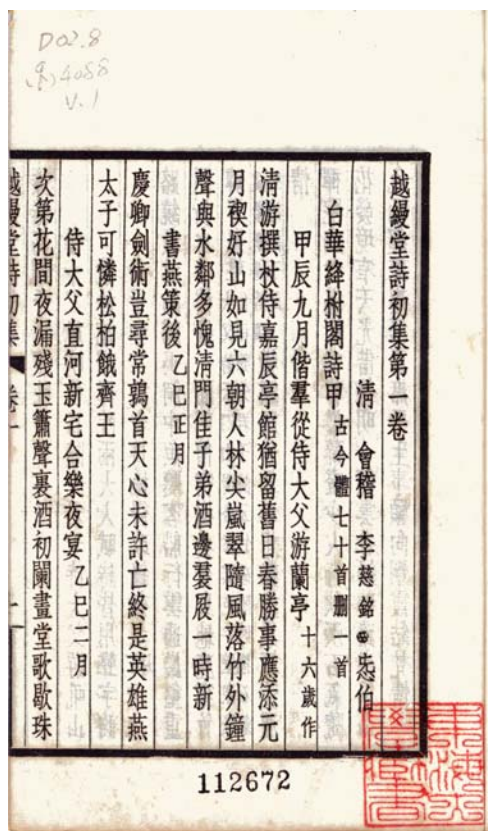 D02.8
4088
V.1
越縵堂詩初集第一卷
清 會稽 李慈銘 㤅伯
白華絳柎閣詩甲 古今體七十首刪一首
甲辰九月偕羣從侍大父游蘭亭 十六歲作
清游撰杖侍嘉辰亭館猶留舊日春勝事應添元
月禊好山如見六朝人林尖嵐翠隨風落竹外鐘
聲與水鄰多愧清門佳子弟酒邊裙屐一時新
書燕策後 乙巳正月
慶卿劍術豈尋常鶉首天心未許亡終是英雄燕
太子可憐松柏餓齊王
侍大父直河新宅合樂夜宴 乙巳二月
次第花間夜漏殘玉簫聲裏酒初闌畫堂歌歇珠
越縵堂詩初集 卷一 一
112672